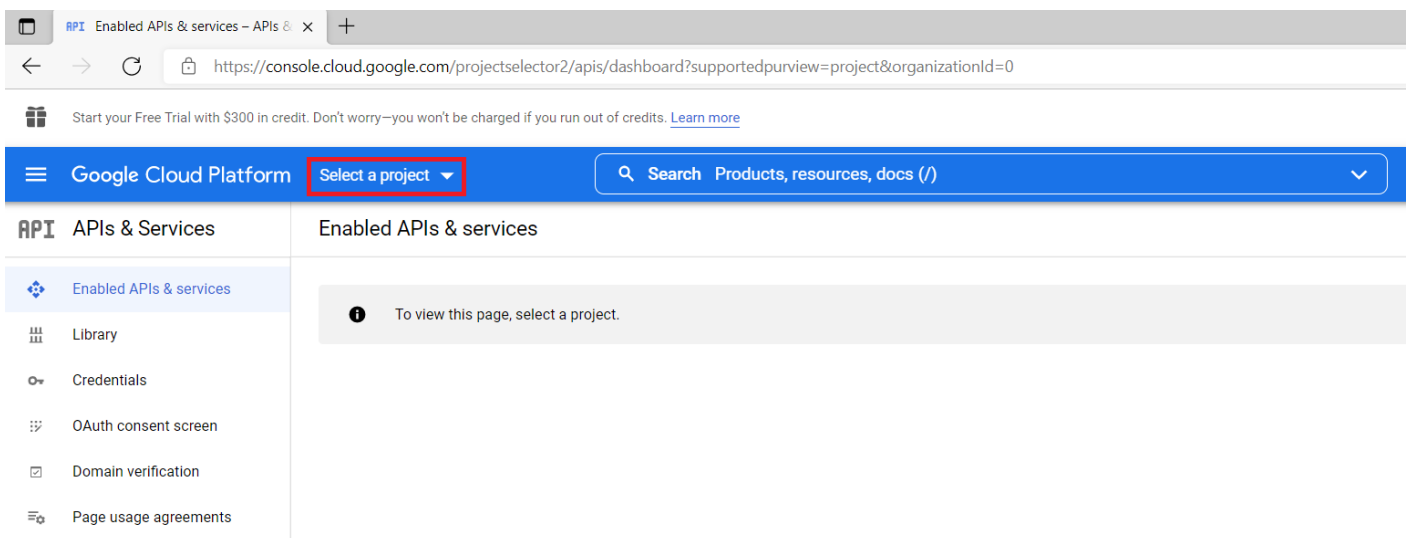 API Enabled APIs & services – APIs &
https://console.cloud.google.com/projectselector2/apis/dashboard?supportedpurview=project&organizationId=0
Start your Free Trial with $300 in credit. Don't worry—you won't be charged if you run out of credits. Learn more
Google Cloud Platform Select a project Search Products, resources, docs (/)
API APIs & Services Enabled APIs & services
Enabled APIs & services
To view this page, select a project.
Library
Credentials
OAuth consent screen
Domain verification
Page usage agreements